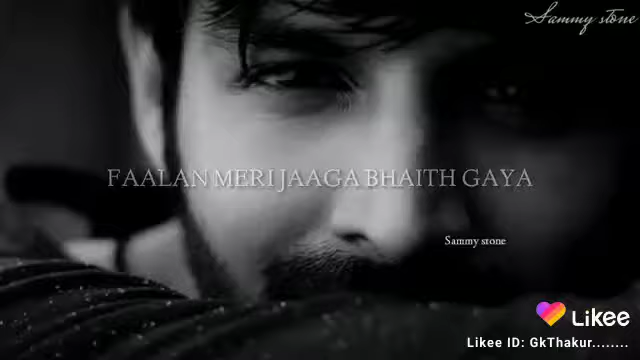 Sammy stone
FAALAN MERI JAAGA BHAITH GAYA
Sammy stone
Likee
Likee ID: GkThakur........